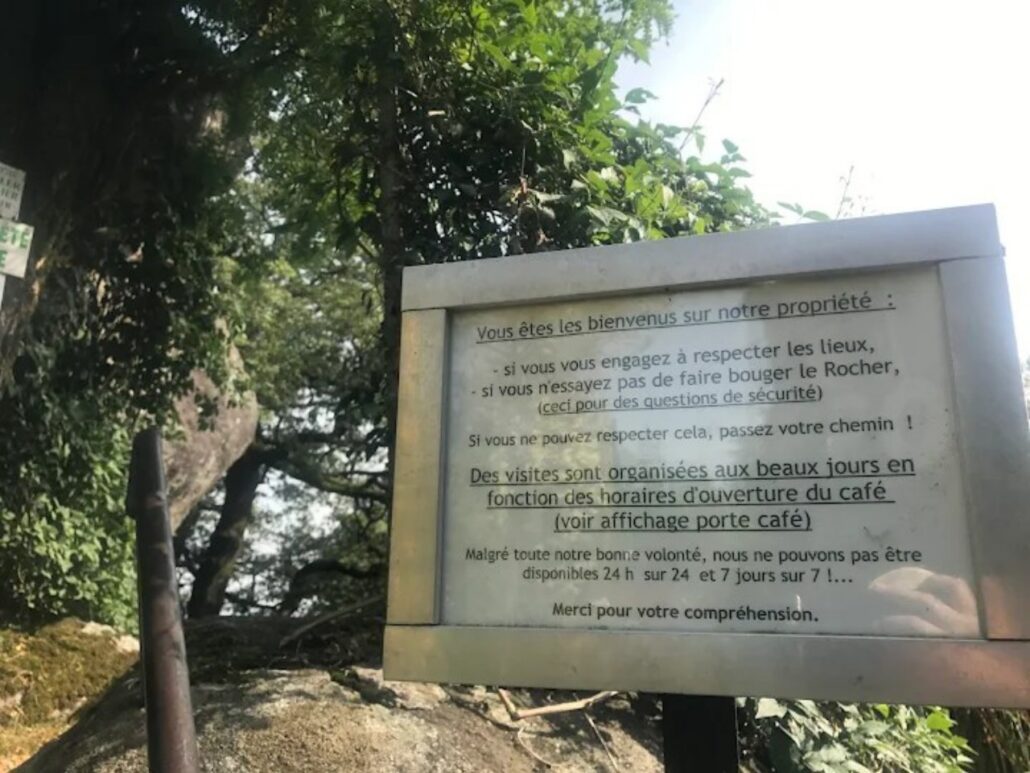 Vous êtes les bienvenus sur notre propriété :
- si vous vous engagez à respecter les lieux,
- si vous n'essayez pas de faire bouger le Rocher,
(ceci pour des questions de sécurité)
Si vous ne pouvez respecter cela, passez votre chemin !
Des visites sont organisées aux beaux jours en
fonction des horaires d'ouverture du café
(voir affichage porte café)
Malgré toute notre bonne volonté, nous ne pouvons pas être
disponibles 24 h sur 24 et 7 jours sur 7 !...
Merci pour votre compréhension.